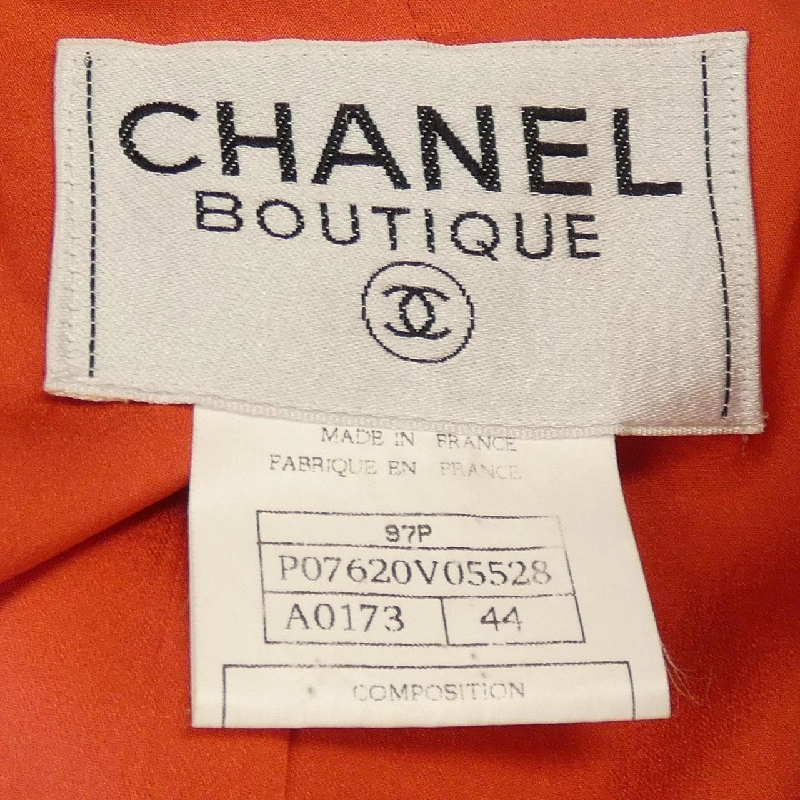 CHANEL
BOUTIQUE
MADE IN FRANCE
FABRIQUE EN FRANCE
97P
P07620V05528
A0173 44
COMPOSITION